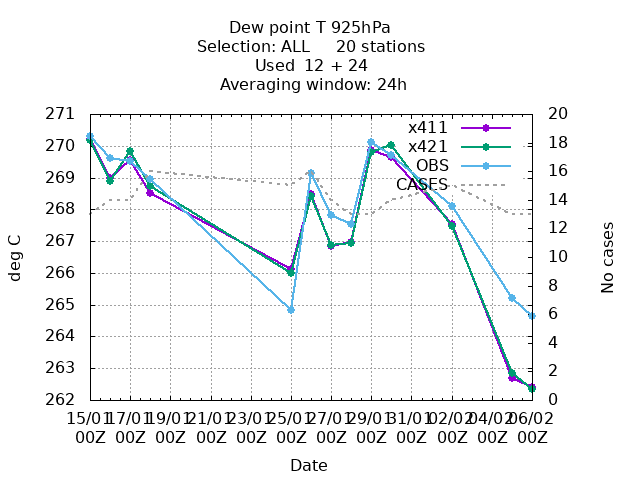 Dew point T 925hPa
Selection: ALL     20 stations
Used  12 + 24
Averaging window: 24h
271
270
269
268
267
266
265
264
263
262
deg C
20
18
16
14
12
10
8
6
4
2
0
No cases
x411
x421
OBS
CASES
15/01 17/01 19/01 21/01 23/01 25/01 27/01 29/01 31/01 02/02 04/02 06/02
00Z 00Z 00Z 00Z 00Z 00Z 00Z 00Z 00Z 00Z 00Z 00Z
Date